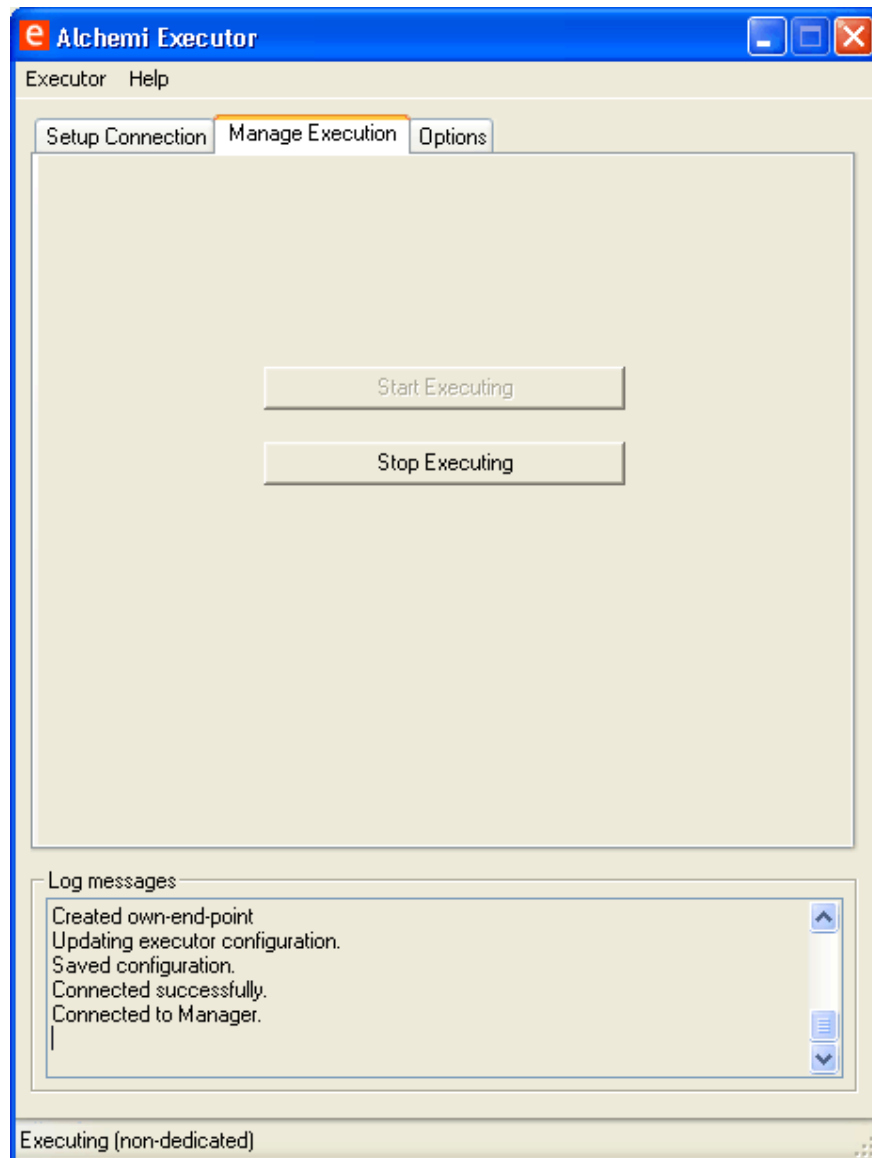 e Alchemi Executor
Executor Help
Setup Connection Manage Execution Options
Start Executing
Stop Executing
Log messages
Created own-end-point
Updating executor configuration.
Saved configuration.
Connected successfully.
Connected to Manager.
Executing (non-dedicated)